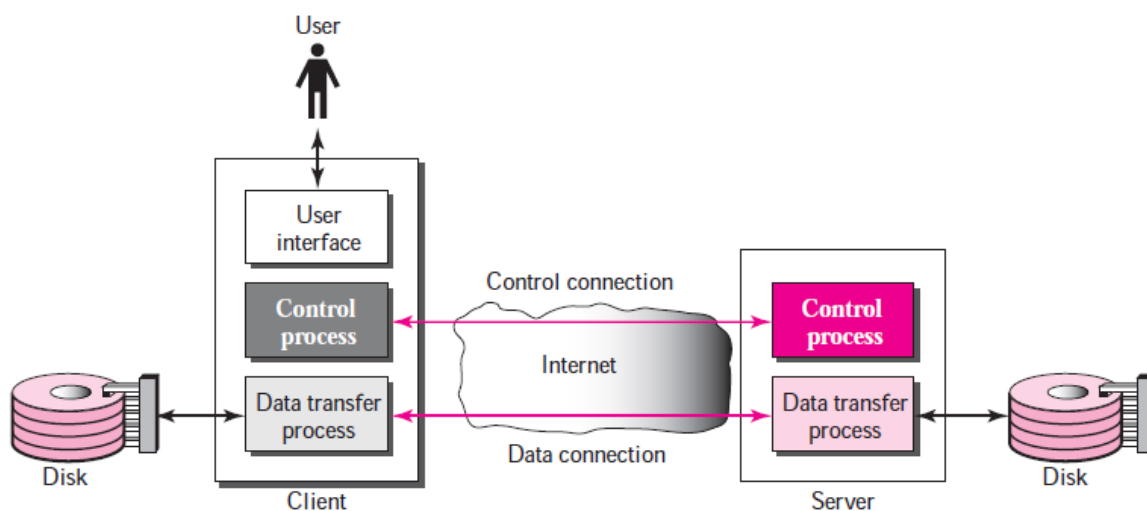 User
User
interface
Control connection
Control
process
Control
process
Internet
Data transfer
process
Data transfer
process
Data connection
Disk
Disk
Client
Server